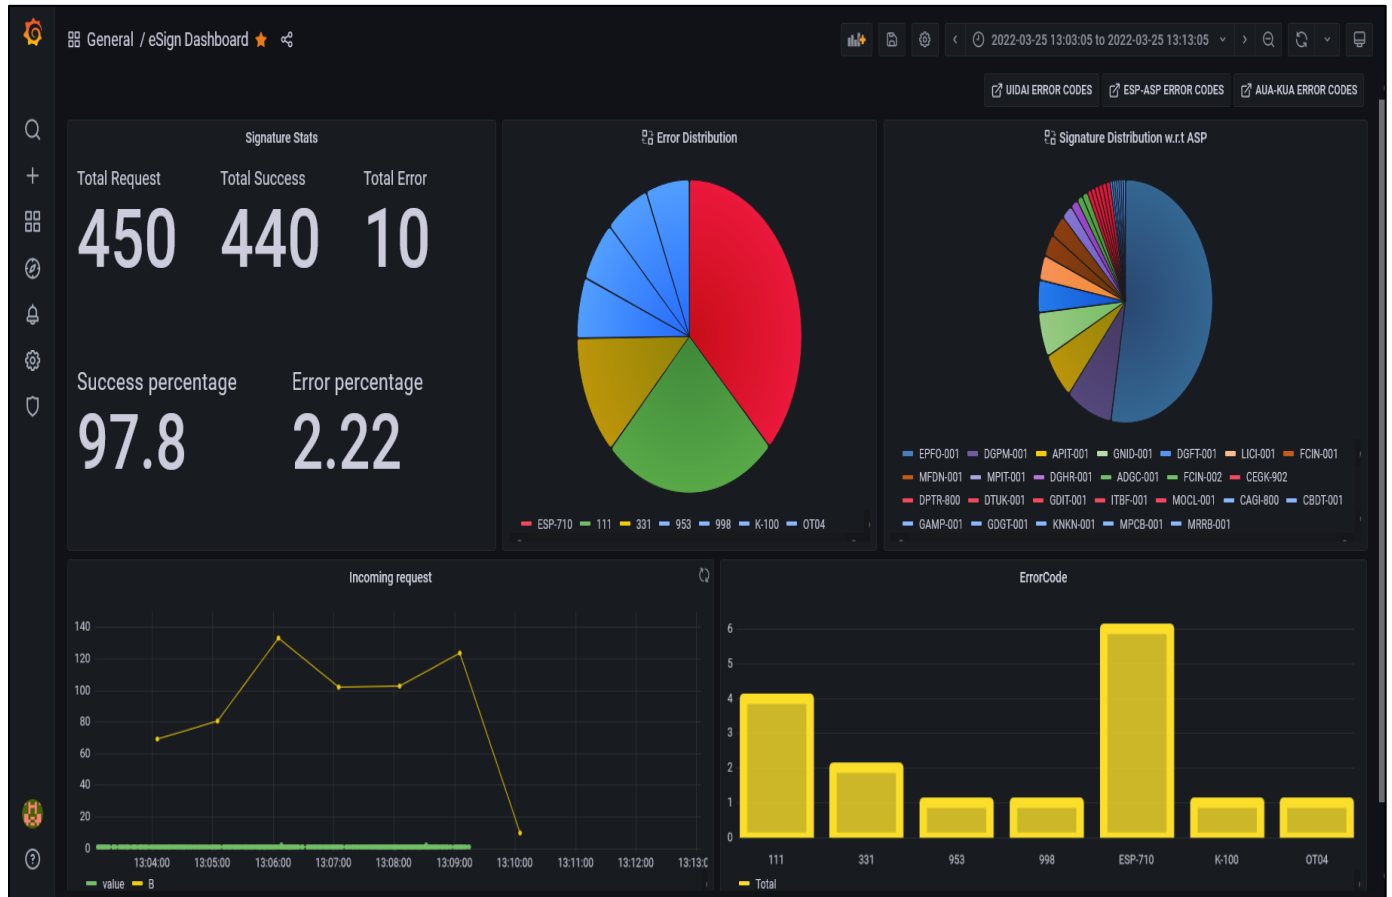 General / eSign Dashboard
2022-03-25 13:03:05 to 2022-03-25 13:13:05
UIDAI ERROR CODES ESP-ASP ERROR CODES AUA-KUA ERROR CODES
Signature Stats
Total Request Total Success Total Error
450 440 10
Success percentage Error percentage
97.8 2.22
Error Distribution
ESP-710 111 331 953 998 K-100 OT04
Signature Distribution w.r.t ASP
EPFO-001 DGPM-001 APIT-001 GNID-001 DGFT-001 LICI-001 FCIN-001
MFDN-001 MPIT-001 DGHR-001 ADGC-001 FCIN-002 CEGK-902
DPTR-800 DTUK-001 GDIT-001 ITBF-001 MOCL-001 CAGI-800 CBDT-001
GAMP-001 GDGT-001 KNKN-001 MPCB-001 MRRB-001
Incoming request
140
120
100
80
60
40
20
0
13:04:00 13:05:00 13:06:00 13:07:00 13:08:00 13:09:00 13:10:00 13:11:00 13:12:00 13:13:0
value B
ErrorCode
6
5
4
3
2
1
0
111 331 953 998 ESP-710 K-100 OT04
Total